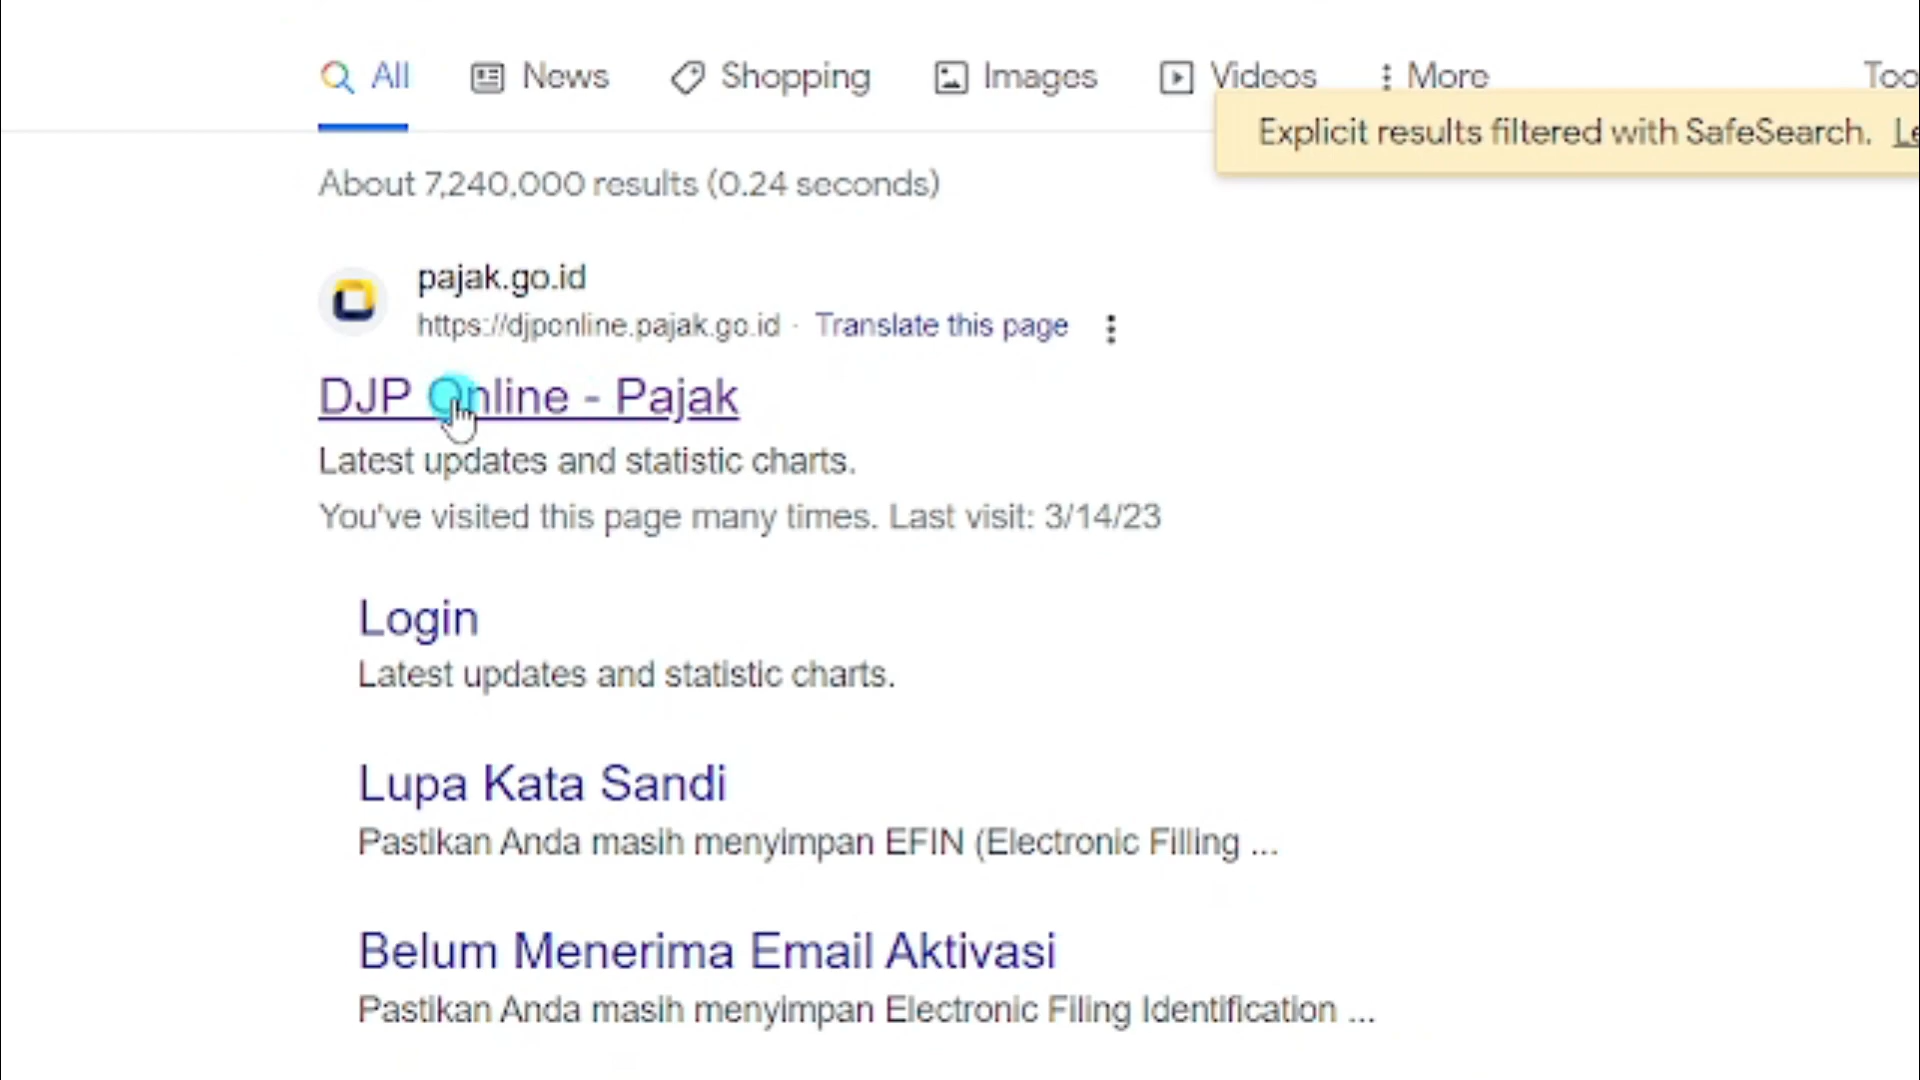 All News Shopping Images Videos More
Explicit results filtered with SafeSearch.
About 7,240,000 results (0.24 seconds)
pajak.go.id
https://djponline.pajak.go.id · Translate this page
DJP Online - Pajak
Latest updates and statistic charts.
You've visited this page many times. Last visit: 3/14/23
Login
Latest updates and statistic charts.
Lupa Kata Sandi
Pastikan Anda masih menyimpan EFIN (Electronic Filling ...
Belum Menerima Email Aktivasi
Pastikan Anda masih menyimpan Electronic Filing Identification ...